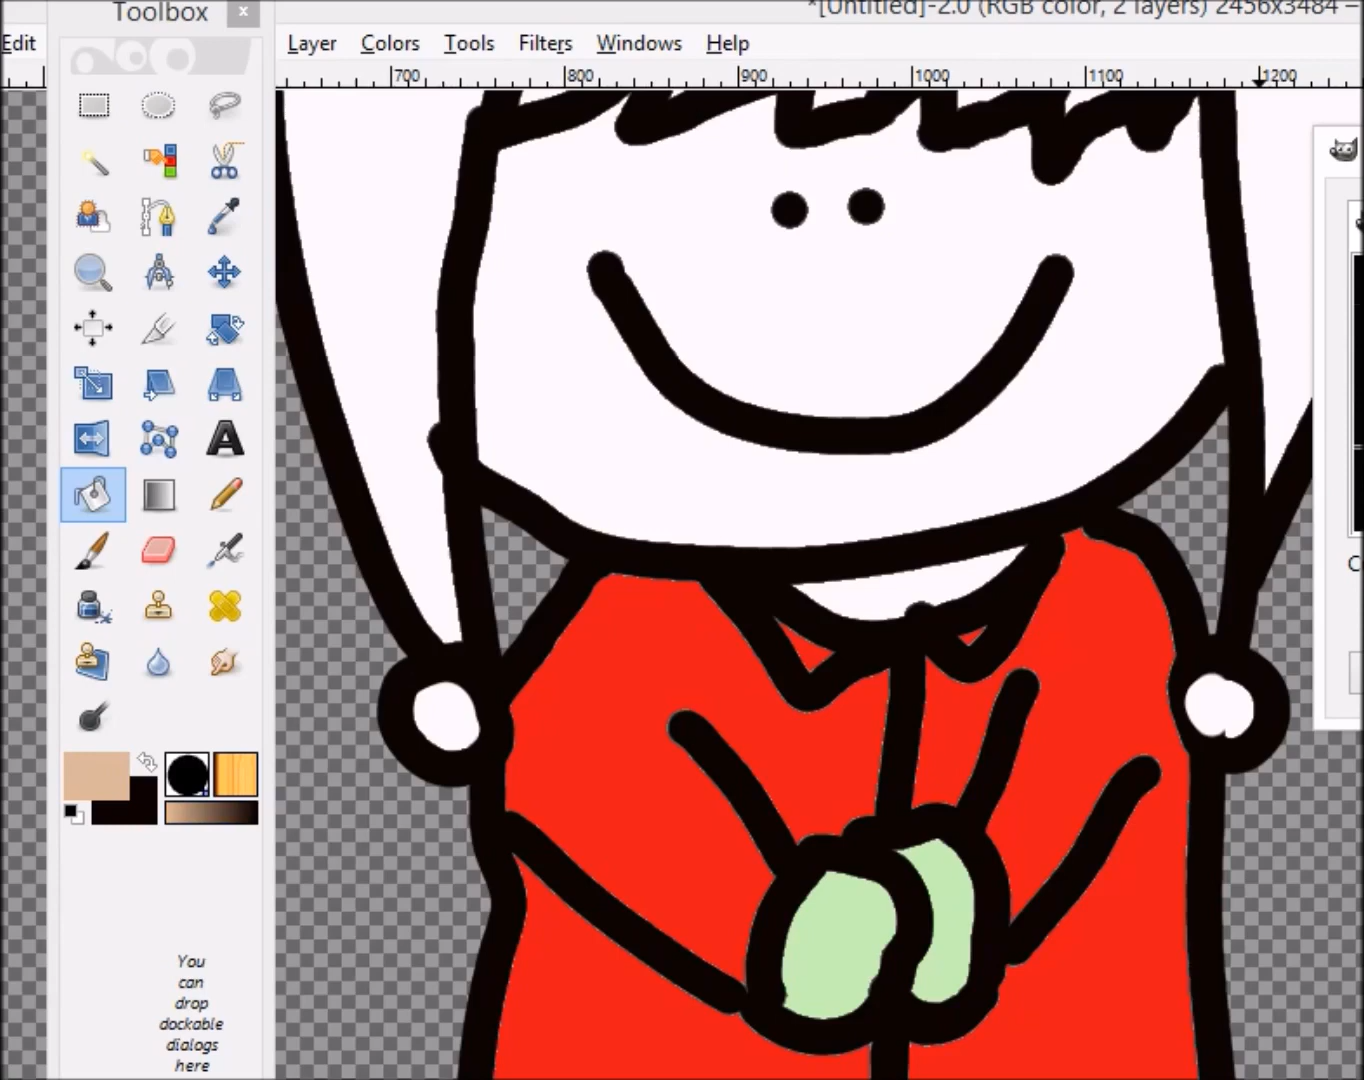 Toolbox
*[Untitled]-2.0 (RGB color, 2 layers) 2456x3484 –
Edit
Layer Colors Tools Filters Windows Help
700 800 900 1000 1100 1200
You
can
drop
dockable
dialogs
here